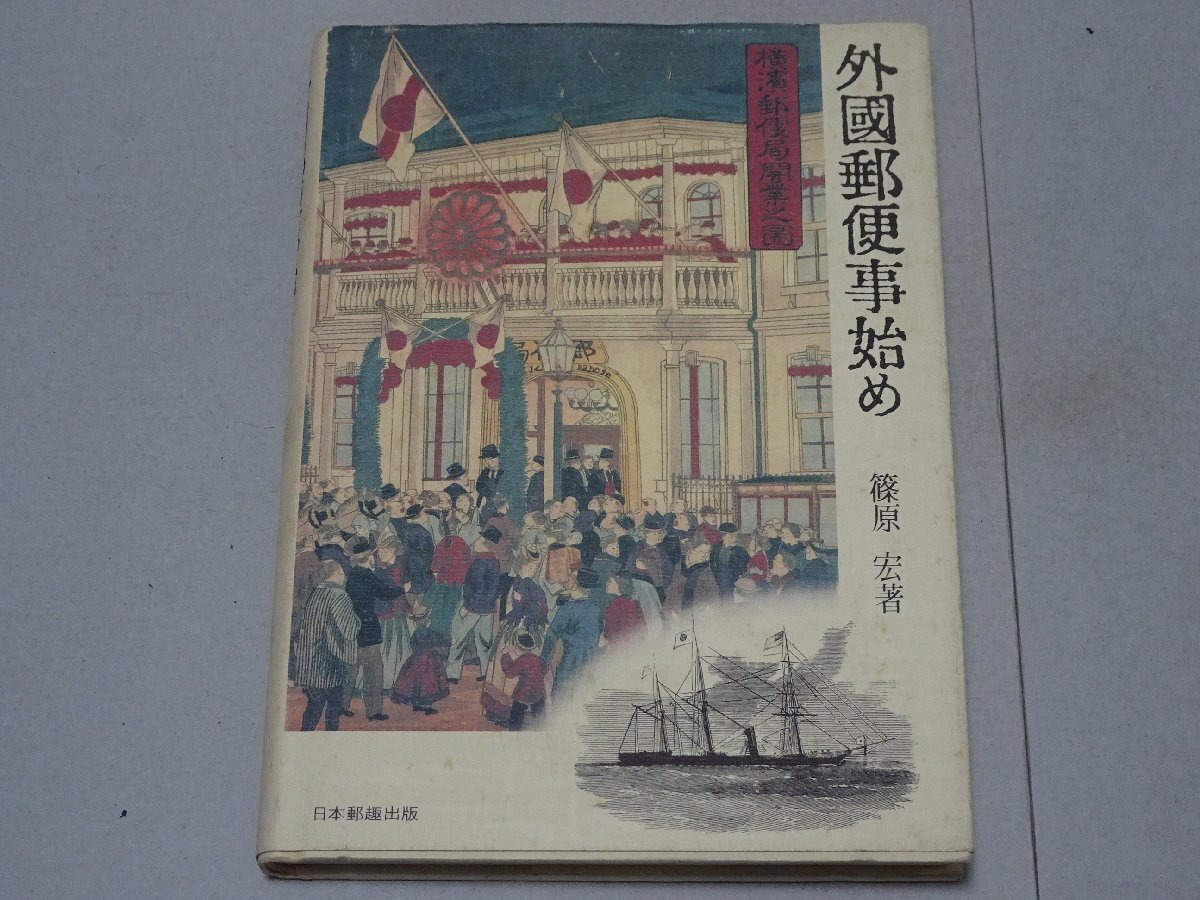 外國郵便事始め
篠原 宏著
横濱郵便局開業之図
日本郵趣出版